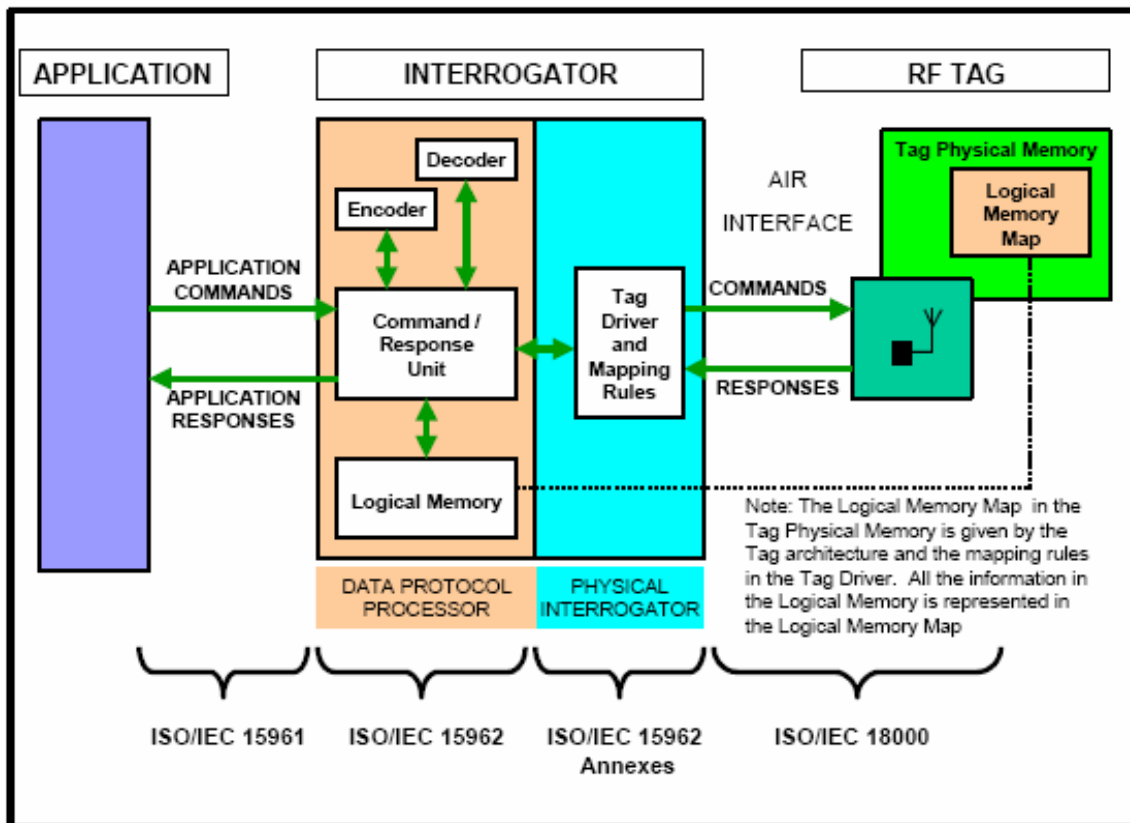 APPLICATION
INTERROGATOR
RF TAG
Decoder
Encoder
Tag Physical Memory
Logical
Memory
Map
AIR
INTERFACE
APPLICATION
COMMANDS
Command /
Response
Unit
Tag
Driver
and
Mapping
Rules
COMMANDS
RESPONSES
APPLICATION
RESPONSES
Logical Memory
Note: The Logical Memory Map in the
Tag Physical Memory is given by the
Tag architecture and the mapping rules
in the Tag Driver. All the information in
the Logical Memory is represented in
the Logical Memory Map
DATA PROTOCOL
PROCESSOR
PHYSICAL
INTERROGATOR
ISO/IEC 15961
ISO/IEC 15962
ISO/IEC 15962
Annexes
ISO/IEC 18000